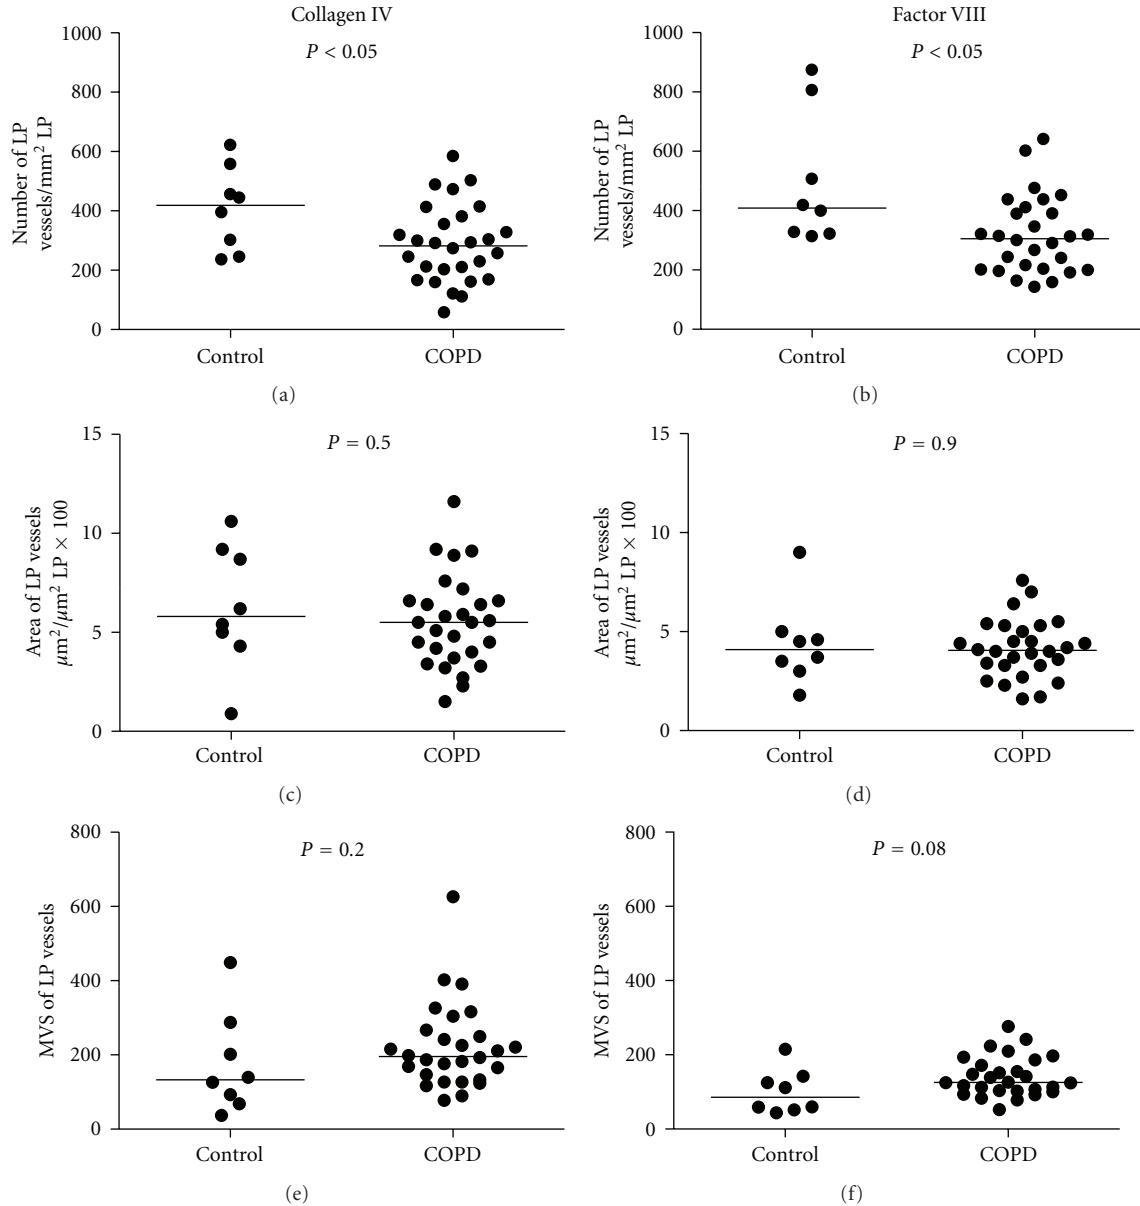 Collagen IV
P < 0.05
Number of LP
vessels/mm² LP
1000
800
600
400
200
0
Control
COPD
(a)
Factor VIII
P < 0.05
Number of LP
vessels/mm² LP
1000
800
600
400
200
0
Control
COPD
(b)
P = 0.5
Area of LP vessels
μm²/μm² LP × 100
15
10
5
0
Control
COPD
(c)
P = 0.9
Area of LP vessels
μm²/μm² LP × 100
15
10
5
0
Control
COPD
(d)
P = 0.2
MVS of LP vessels
800
600
400
200
0
Control
COPD
(e)
P = 0.08
MVS of LP vessels
800
600
400
200
0
Control
COPD
(f)